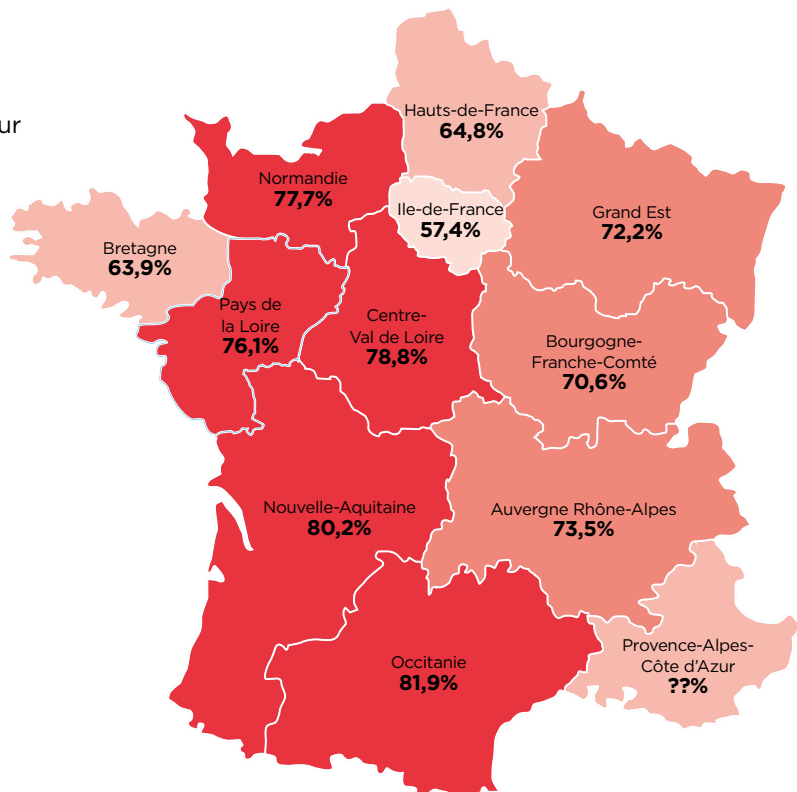 ur
Hauts-de-France
64,8%
Normandie
77,7%
Ile-de-France
57,4%
Grand Est
72,2%
Bretagne
63,9%
Pays de
la Loire
76,1%
Centre-
Val de Loire
78,8%
Bourgogne-
Franche-Comté
70,6%
Nouvelle-Aquitaine
80,2%
Auvergne Rhône-Alpes
73,5%
Occitanie
81,9%
Provence-Alpes-
Côte d'Azur
??%